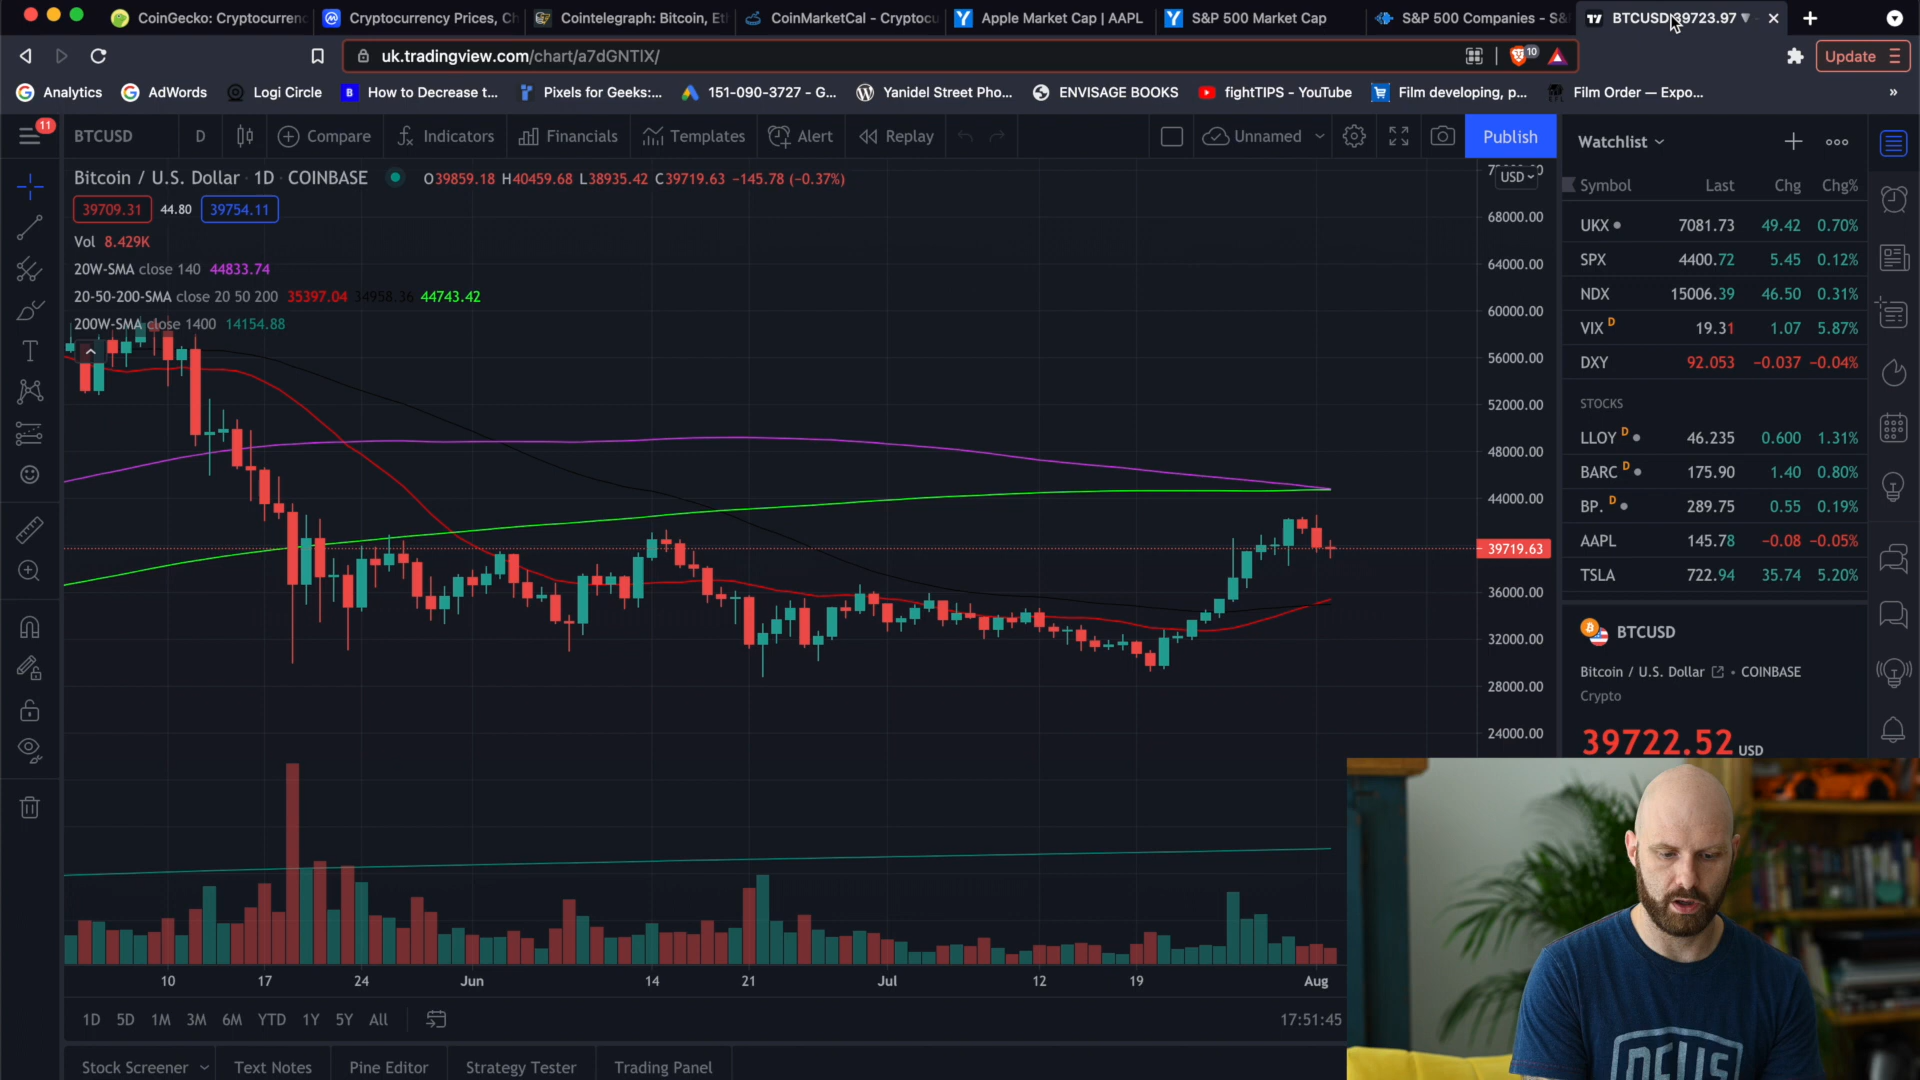 CoinGecko: Cryptocurrenc
Cryptocurrency Prices, Ch
Cointelegraph: Bitcoin, Et
CoinMarketCal - Cryptocu
Apple Market Cap | AAPL
S&P 500 Market Cap
S&P 500 Companies - S&
BTCUSD 39723.97 ▼
uk.tradingview.com/chart/a7dGNTIX/
10
Update
Analytics
AdWords
Logi Circle
How to Decrease t...
Pixels for Geeks:...
151-090-3727 - G...
Yanidel Street Pho...
ENVISAGE BOOKS
fightTIPS - YouTube
Film developing, p...
Film Order — Expo...
»
11
BTCUSD
D
Compare
Indicators
Financials
Templates
Alert
Replay
Unnamed
Publish
Watchlist
Bitcoin / U.S. Dollar · 1D · COINBASE
O39859.18 H40459.68 L38935.42 C39719.63 −145.78 (−0.37%)
39709.31 44.80 39754.11
Vol 8.429K
20W-SMA close 140 44833.74
20-50-200-SMA close 20 50 200 35397.04 34958.36 44743.42
200W-SMA close 1400 14154.88
USD
68000.00
64000.00
60000.00
56000.00
52000.00
48000.00
44000.00
39719.63
36000.00
32000.00
28000.00
24000.00
Symbol Last Chg Chg%
UKX 7081.73 49.42 0.70%
SPX 4400.72 5.45 0.12%
NDX 15006.39 46.50 0.31%
VIX D 19.31 1.07 5.87%
DXY 92.053 −0.037 −0.04%
STOCKS
LLOY D 46.235 0.600 1.31%
BARC D 175.90 1.40 0.80%
BP. D 289.75 0.55 0.19%
AAPL 145.78 −0.08 −0.05%
TSLA 722.94 35.74 5.20%
BTCUSD
Bitcoin / U.S. Dollar • COINBASE
Crypto
39722.52 USD
10 17 24 Jun 14 21 Jul 12 19 Aug
1D 5D 1M 3M 6M YTD 1Y 5Y All
17:51:45
Stock Screener
Text Notes
Pine Editor
Strategy Tester
Trading Panel
DEUS